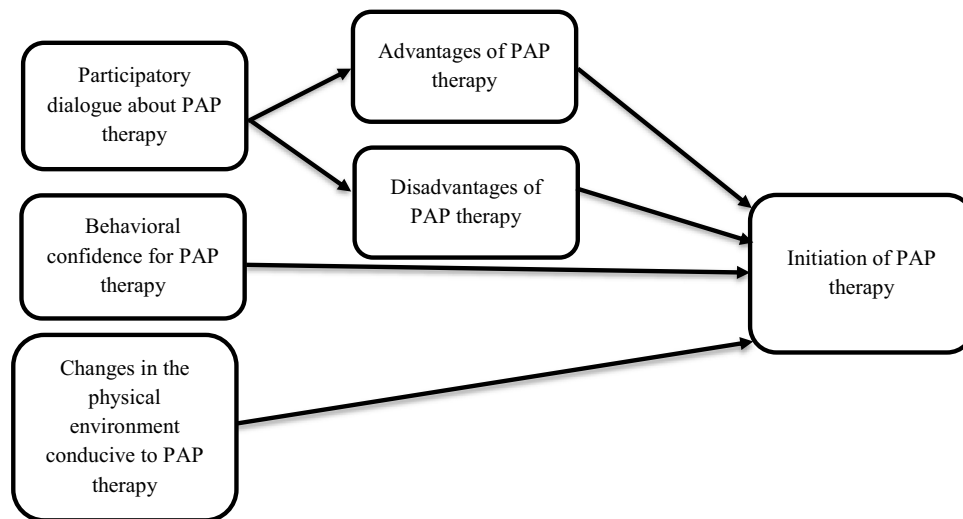 Participatory
dialogue about PAP
therapy
Advantages of PAP
therapy
Disadvantages of
PAP therapy
Behavioral
confidence for PAP
therapy
Changes in the
physical
environment
conducive to PAP
therapy
Initiation of PAP
therapy